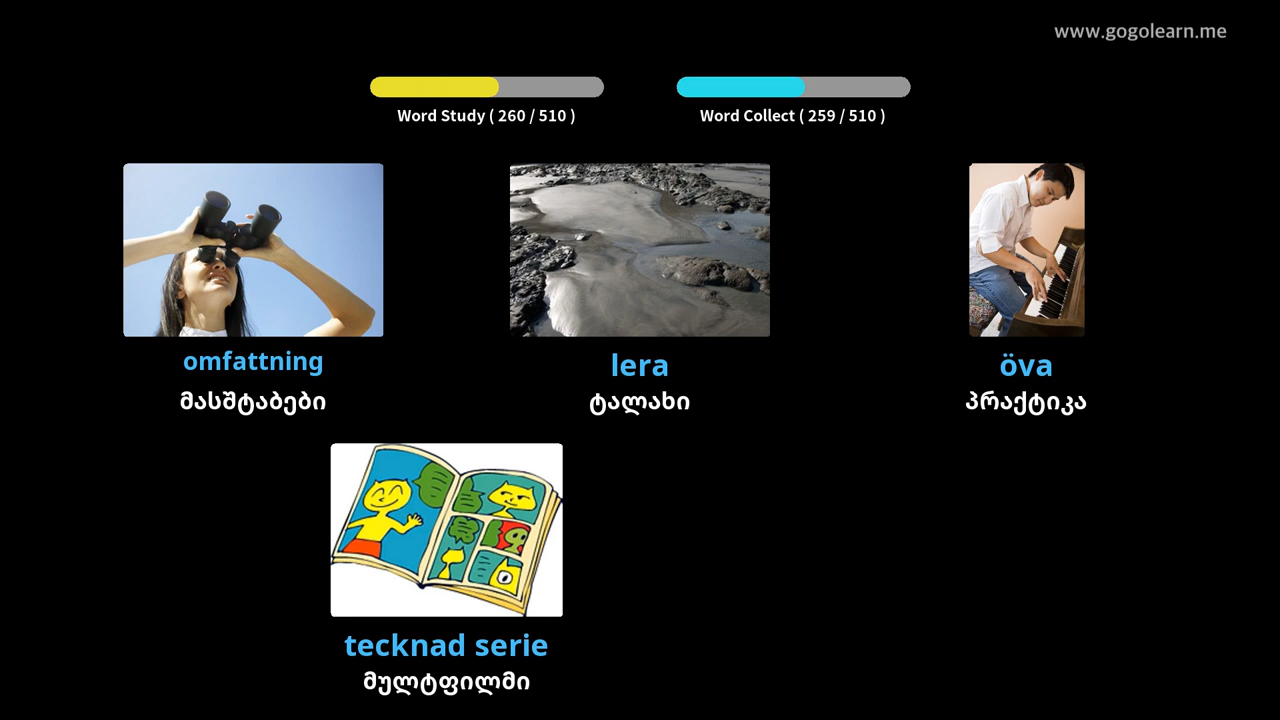 www.gogolearn.me
Word Study ( 260 / 510 )
Word Collect ( 259 / 510 )
omfattning
მასშტაბები
lera
ტალახი
öva
პრაქტიკა
tecknad serie
მულტფილმი